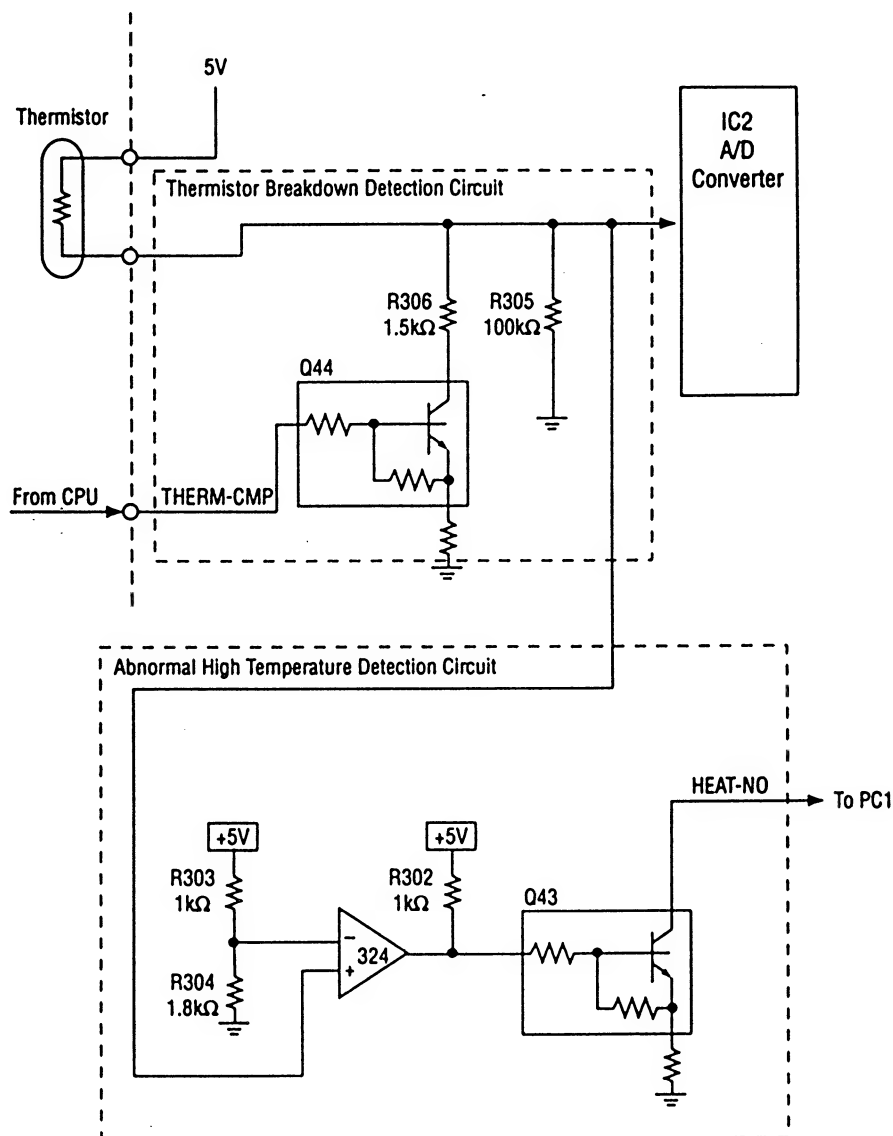 5V
Thermistor
IC2
A/D
Converter
Thermistor Breakdown Detection Circuit
R306
1.5kΩ
R305
100kΩ
Q44
From CPU
THERM-CMP
Abnormal High Temperature Detection Circuit
HEAT-NO
To PC1
+5V
+5V
R303
1kΩ
R302
1kΩ
Q43
−
324
+
R304
1.8kΩ